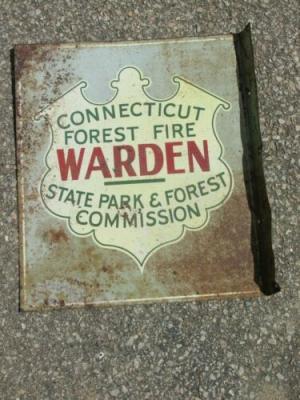 CONNECTICUT
FOREST FIRE
WARDEN
STATE PARK & FOREST
COMMISSION